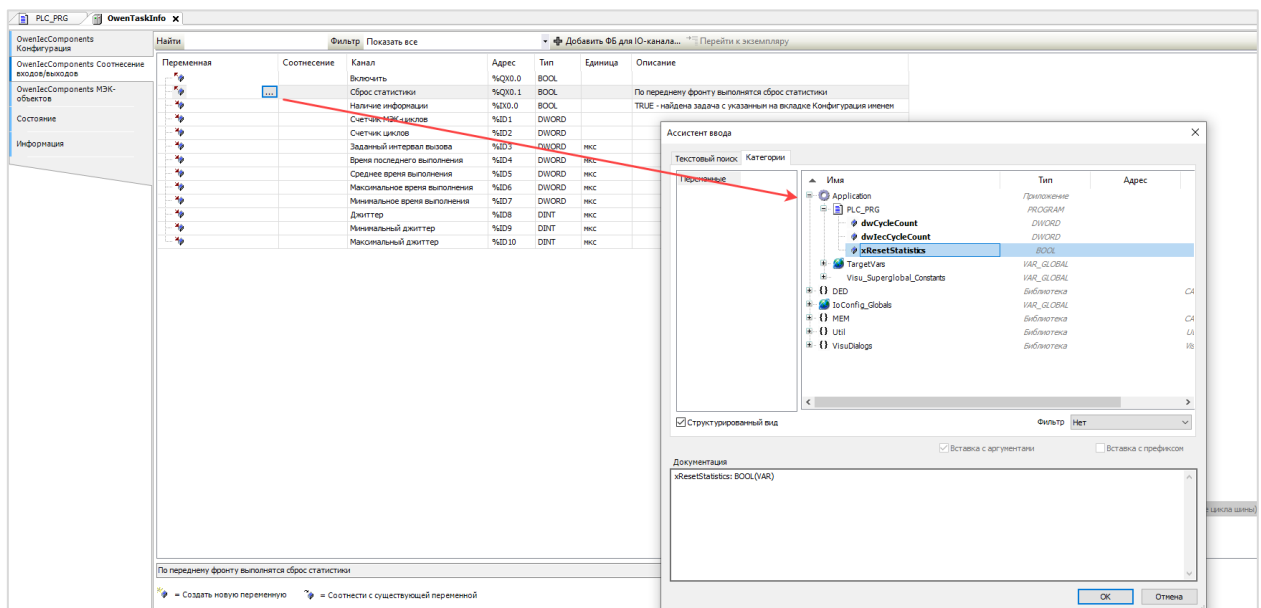 PLC_PRG
OwenTaskInfo
OwenIecComponents
Конфигурация
OwenIecComponents Соотнесение
входов/выходов
OwenIecComponents МЭК-
объектов
Состояние
Информация
Найти Фильтр Показать все Добавить ФБ для IO-канала... Перейти к экземпляру
Переменная Соотнесение Канал Адрес Тип Единица Описание
Включить %QX0.0 BOOL
... Сброс статистики %QX0.1 BOOL По переднему фронту выполнятся сброс статистики
Наличие информации %IX0.0 BOOL TRUE - найдена задача с указанным на вкладке Конфигурация именем
Счетчик МЭК-циклов %ID1 DWORD
Счетчик циклов %ID2 DWORD
Заданный интервал вызова %ID3 DWORD мкс
Время последнего выполнения %ID4 DWORD мкс
Среднее время выполнения %ID5 DWORD мкс
Максимальное время выполнения %ID6 DWORD мкс
Минимальное время выполнения %ID7 DWORD мкс
Джиттер %ID8 DINT мкс
Минимальный джиттер %ID9 DINT мкс
Максимальный джиттер %ID10 DINT мкс
По переднему фронту выполнятся сброс статистики
= Создать новую переменную = Соотнести с существующей переменной
Ассистент ввода
Текстовый поиск Категории
Переменные
Имя Тип Адрес
Application Приложение
PLC_PRG PROGRAM
dwCycleCount DWORD
dwIecCycleCount DWORD
xResetStatistics BOOL
TargetVars VAR_GLOBAL
Visu_Superglobal_Constants VAR_GLOBAL
DED Библиотека CA
IoConfig_Globals VAR_GLOBAL
MEM Библиотека CA
Util Библиотека
VisuDialogs Библиотека
Структурированный вид Фильтр Нет
Вставка с аргументами Вставка с префиксом
Документация
xResetStatistics: BOOL(VAR)
цикла шины)
OK Отмена